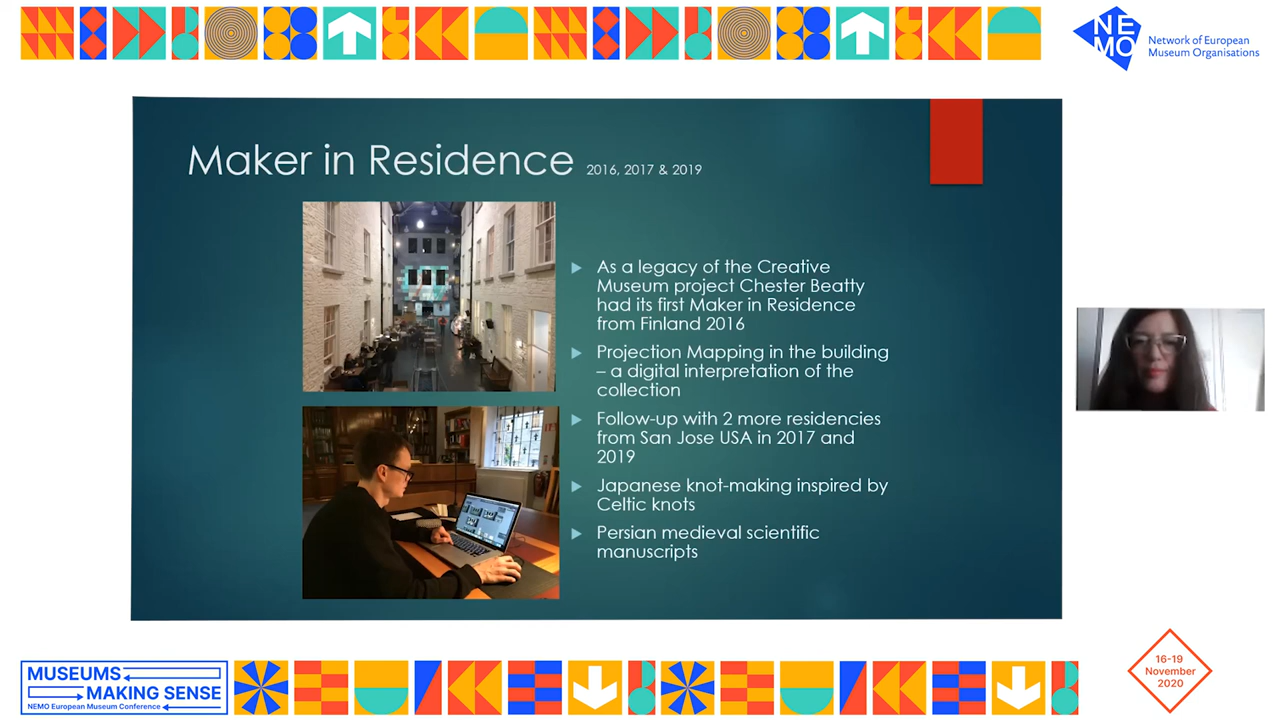 NE
MO
Network of European
Museum Organisations
Maker in Residence 2016, 2017 & 2019
As a legacy of the Creative
Museum project Chester Beatty
had its first Maker in Residence
from Finland 2016
Projection Mapping in the building
– a digital interpretation of the
collection
Follow-up with 2 more residencies
from San Jose USA in 2017 and
2019
Japanese knot-making inspired by
Celtic knots
Persian medieval scientific
manuscripts
MUSEUMS
MAKING SENSE
NEMO European Museum Conference
16-19
November
2020